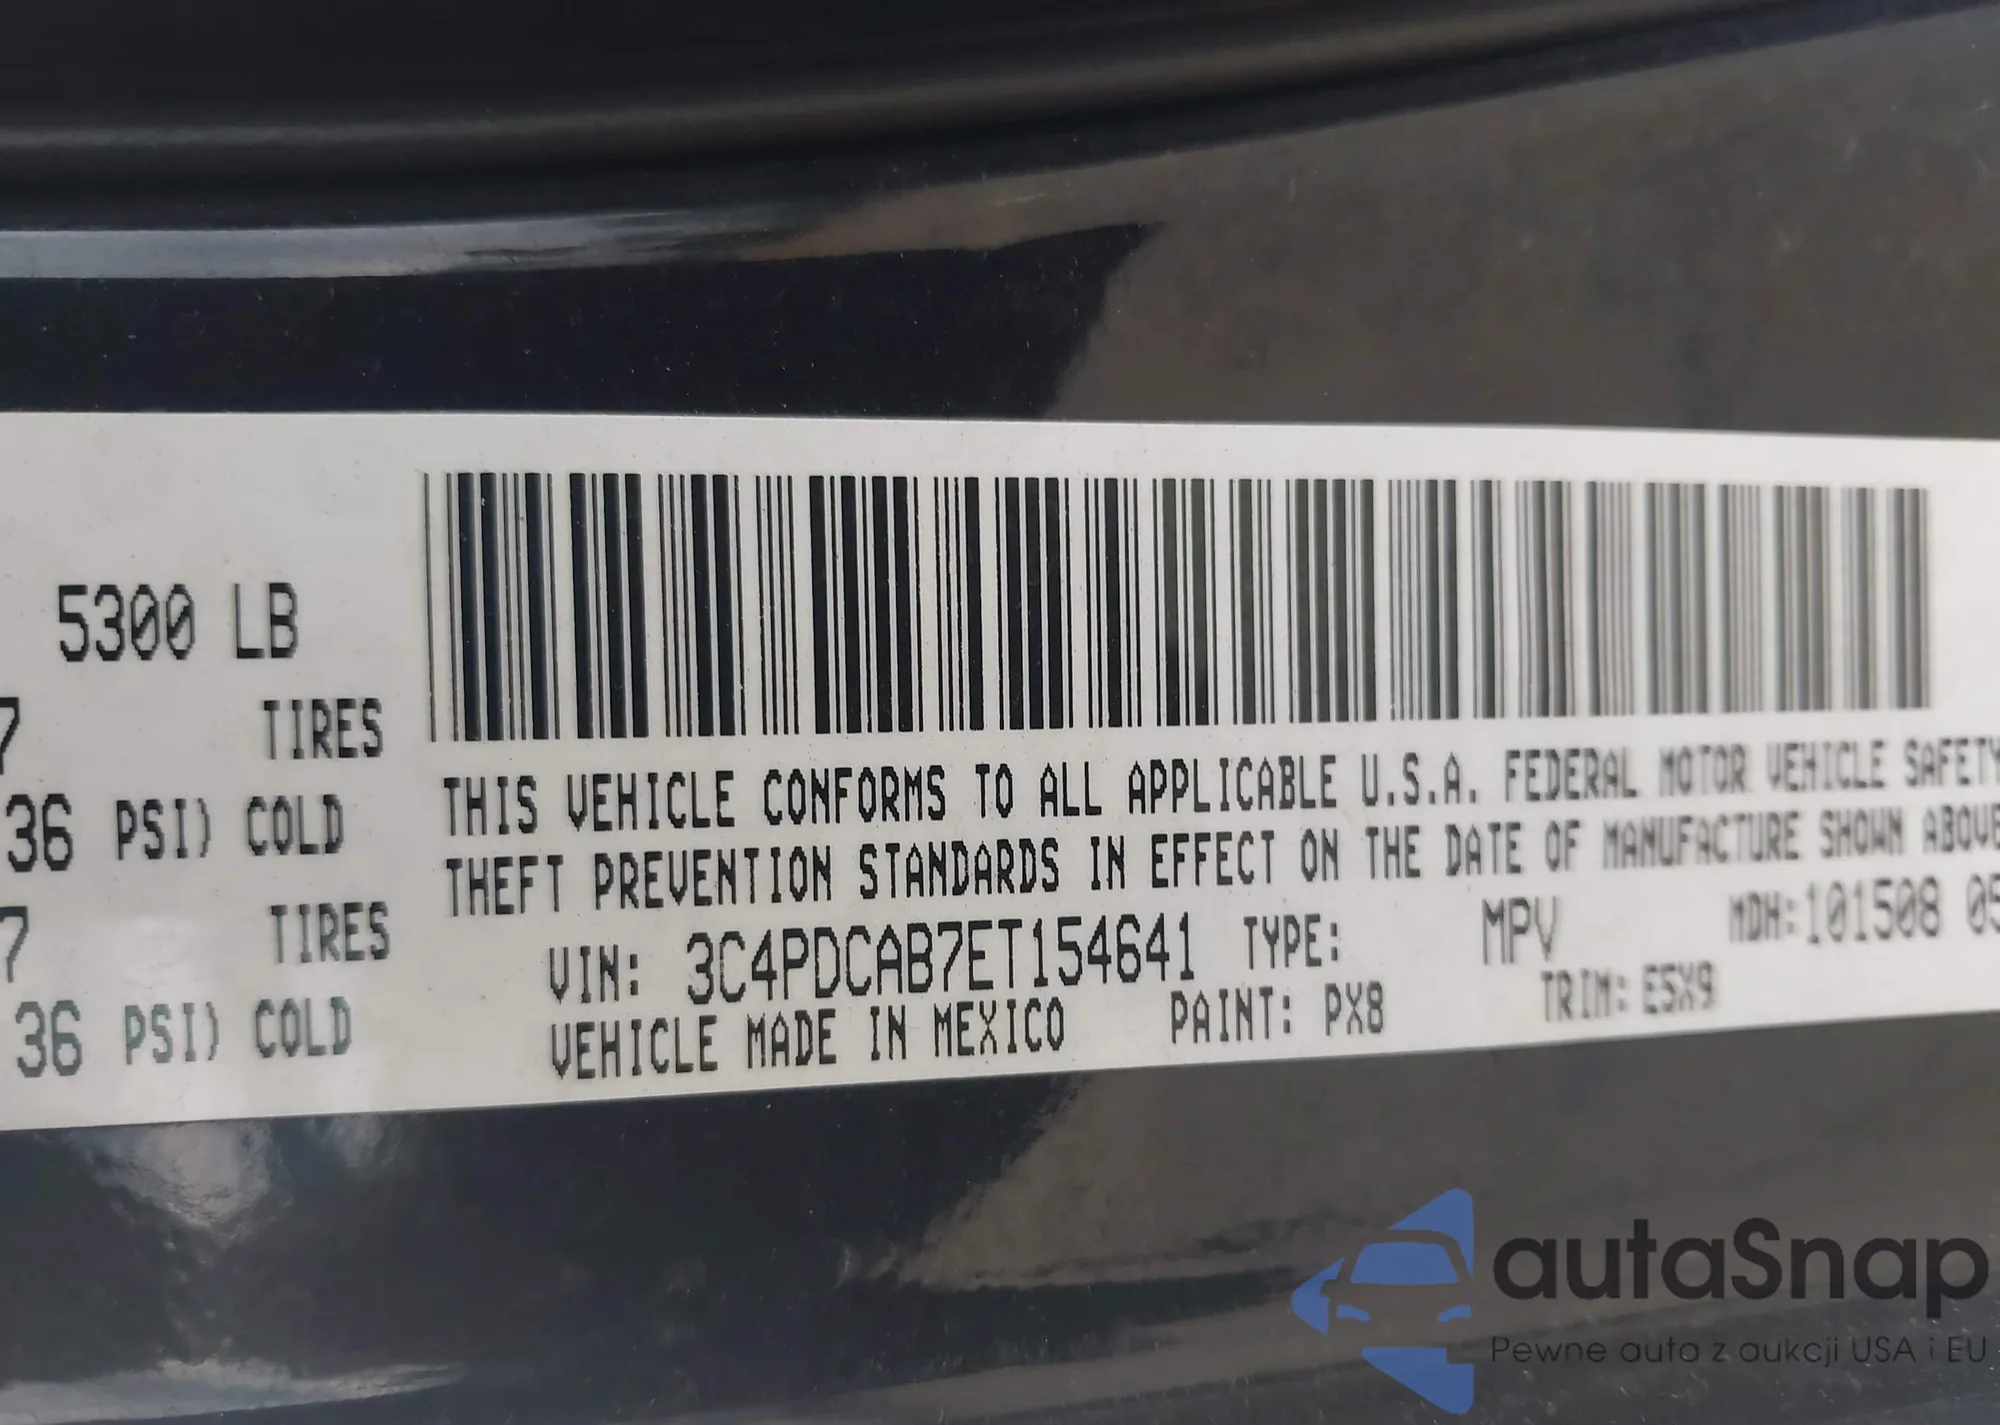 5300 LB
7 TIRES
36 PSI) COLD
7 TIRES
36 PSI) COLD
THIS VEHICLE CONFORMS TO ALL APPLICABLE U.S.A. FEDERAL MOTOR VEHICLE SAFETY
THEFT PREVENTION STANDARDS IN EFFECT ON THE DATE OF MANUFACTURE SHOWN ABOVE
VIN: 3C4PDCAB7ET154641 TYPE: MPV MDH:101508 05
VEHICLE MADE IN MEXICO PAINT: PX8 TRIM: E5X9
autaSnap
Pewne auta z aukcji USA i EU